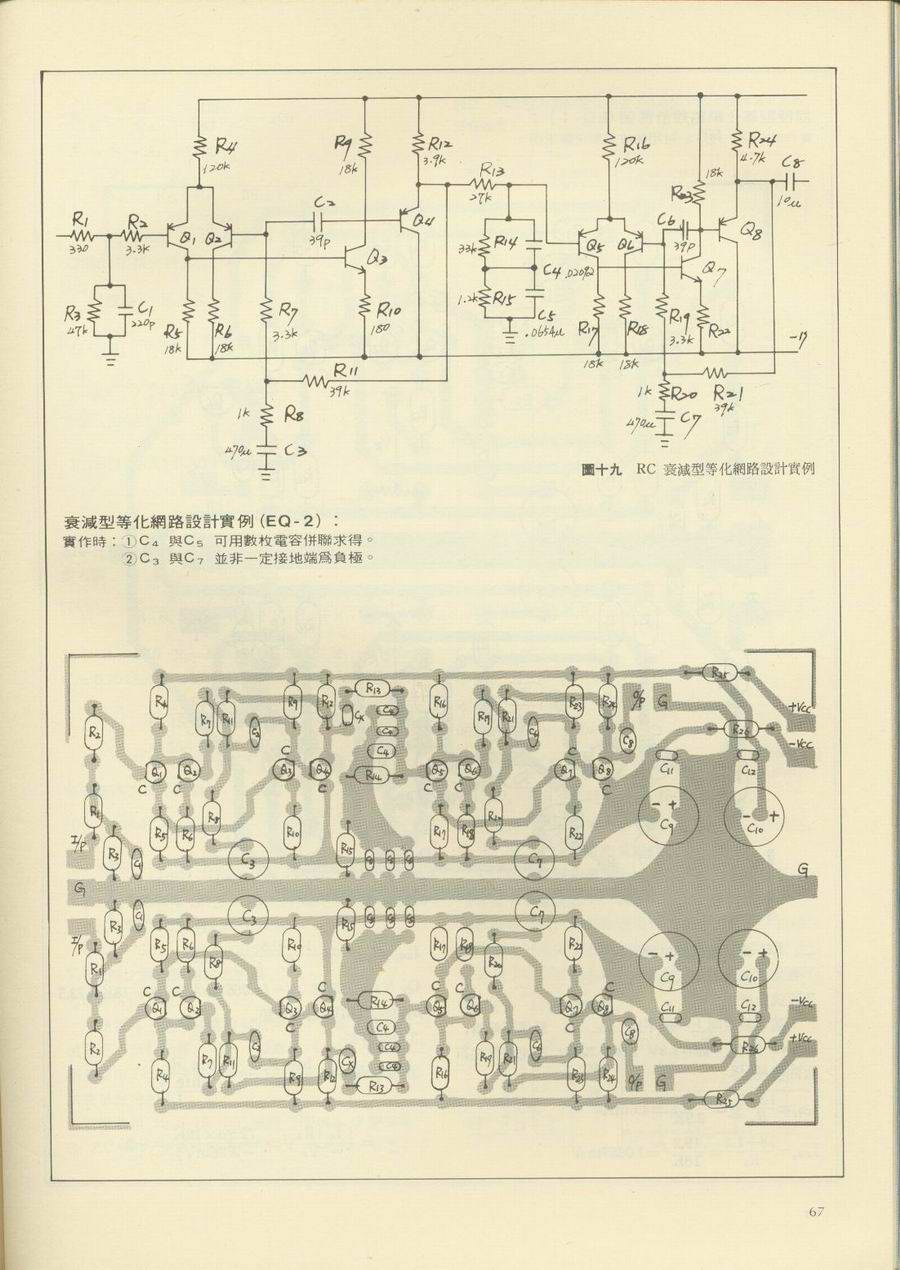 R4
120k
R9
18k
R12
3.9k
R13
27k
R16
120k
18k
R23
R24
4.7k
C8
10μ
R1
330
R2
3.3k
Q1 Q2
C2
39p
Q4
Q3
33k R14
C4 .0209μ
Q5 Q6
C6
39p
Q8
Q7
R3
47k
C1
220p
R5
18k
R6
18k
R7
3.3k
R10
180
1.2k R15
C5
.0654μ
R17
18k
R18
18k
R19
3.3k
R22
R11
39k
1k R8
470μ C3
1k R20
R21
39k
470μ C7
圖十九 RC 衰減型等化網路設計實例
衰減型等化網路設計實例(EQ-2):
實作時:①C4 與C5 可用數枚電容併聯求得。
②C3 與C7 並非一定接地端為負極。
R13
R25
R4
R7
R11
R9
R12
Cx
R16
R19
R21
R23
R24
O/P G
+Vcc
R2
C2
C4
C6
C8
R26
-Vcc
Q1 Q2 C Q3 Q4 C4 R14 Q5 Q6 C Q7 Q8 C11 C12
C C C C
R1
R5 R6 R8 R10 R15 R17 R18 R20 R22
- + C9
- + C10
I/P
R3 C1 C3 C7
G G
R3 C1 C3 C7
I/P
R1
R5 R6 R8 R10 R15 R17 R18 R20 R22
- + C9
- + C10
C C C C
Q1 Q2 Q3 Q4 R14 Q5 Q6 Q7 Q8 C11 C12
-Vcc
R2
C2
C4
C6
C8
R26
+Vcc
R4
R7
R11
R9
R12
Cx
C4
R13
R16
R19
R21
R23
R24
O/P G
R25
67